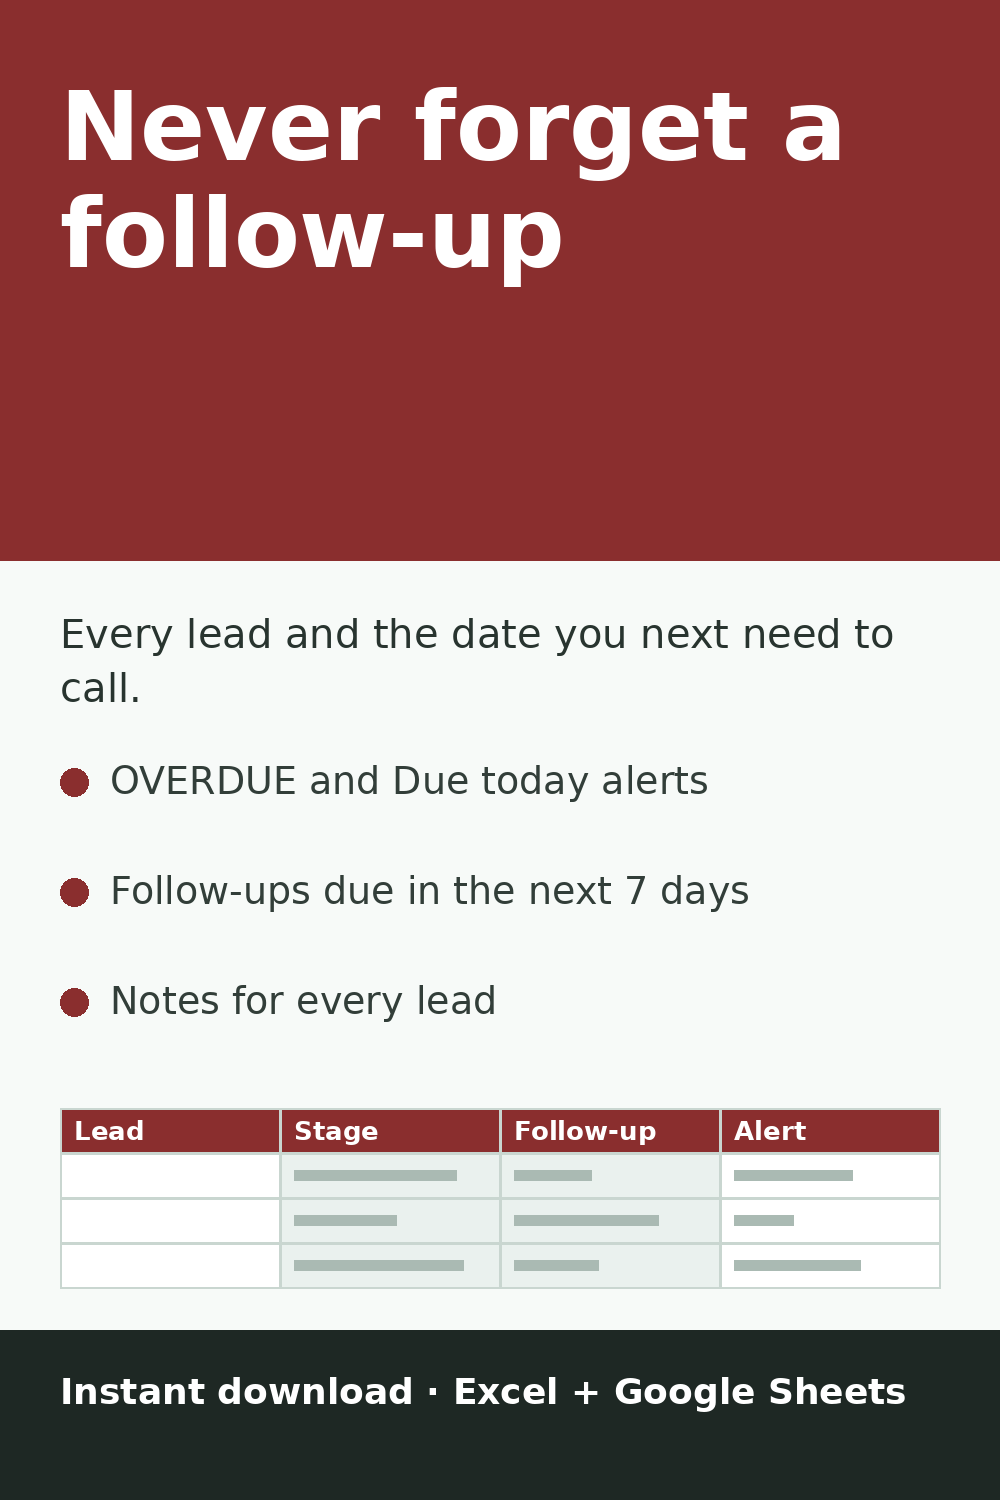 Never forget a
follow-up
Every lead and the date you next need to
call.
OVERDUE and Due today alerts
Follow-ups due in the next 7 days
Notes for every lead
Lead Stage Follow-up Alert
Instant download · Excel + Google Sheets